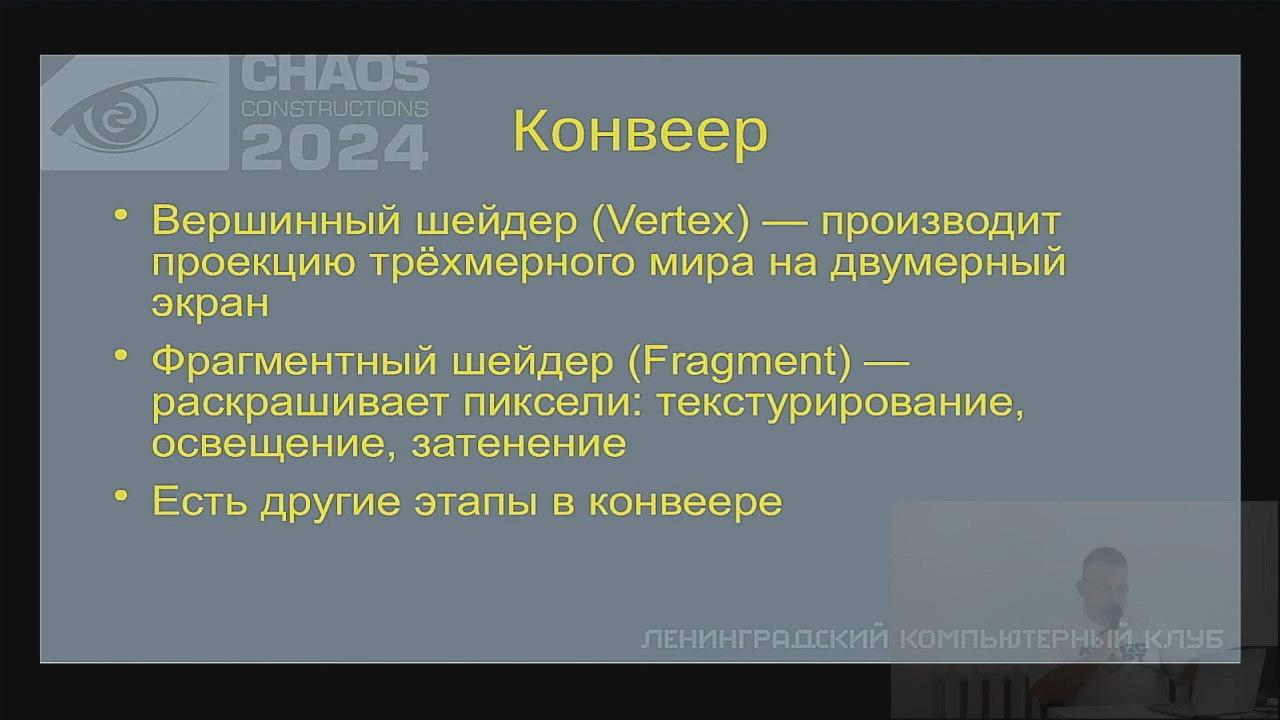 CHAOS
CONSTRUCTIONS
2024
Конвеер
• Вершинный шейдер (Vertex) — производит
проекцию трёхмерного мира на двумерный
экран
• Фрагментный шейдер (Fragment) —
раскрашивает пиксели: текстурирование,
освещение, затенение
• Есть другие этапы в конвеере
ЛЕНИНГРАДСКИЙ КОМПЬЮТЕРНЫЙ КЛУБ